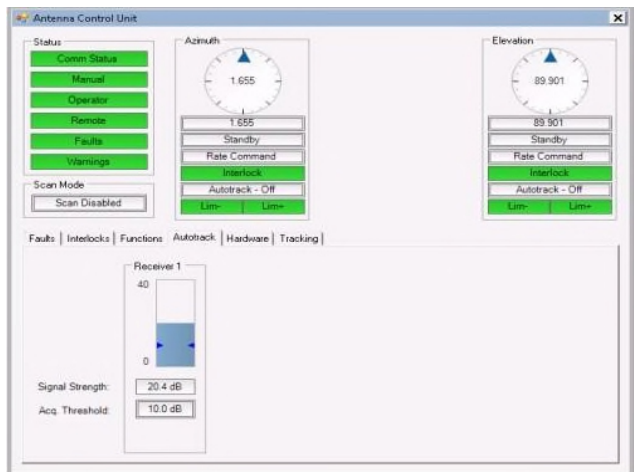 Antenna Control Unit
Status
Comm Status
Manual
Operator
Remote
Faults
Warnings
Scan Mode
Scan Disabled
Azimuth
1.655
1.655
Standby
Rate Command
Interlock
Autotrack - Off
Lim- Lim+
Elevation
89.901
89.901
Standby
Rate Command
Interlock
Autotrack - Off
Lim- Lim+
Faults Interlocks Functions Autotrack Hardware Tracking
Receiver 1
40
0
Signal Strength: 20.4 dB
Acq. Threshold: 10.0 dB